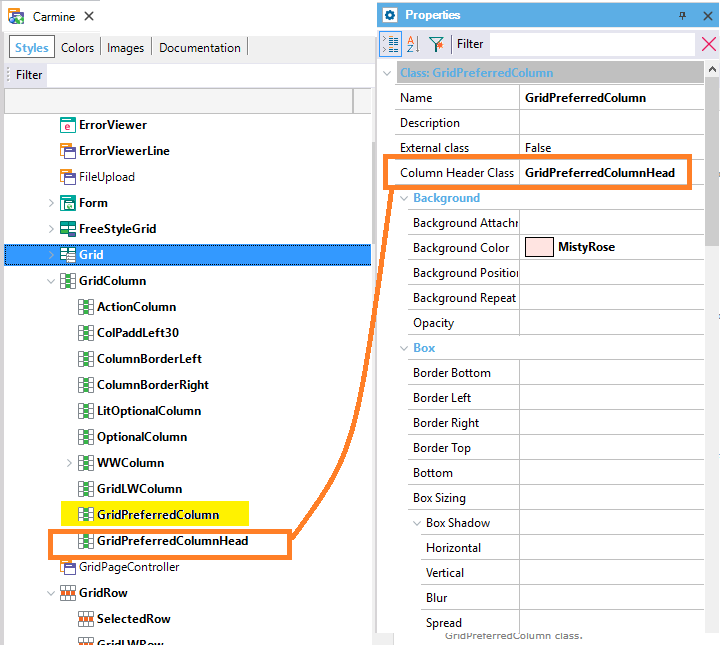 Carmine
Styles
Colors
Images
Documentation
Filter
ErrorViewer
ErrorViewerLine
FileUpload
Form
FreeStyleGrid
Grid
GridColumn
ActionColumn
ColPaddLeft30
ColumnBorderLeft
ColumnBorderRight
LitOptionalColumn
OptionalColumn
WWColumn
GridLWColumn
GridPreferredColumn
GridPreferredColumnHead
GridPageController
GridRow
SelectedRow
GridLWRow
Properties
Filter
Class: GridPreferredColumn
Name GridPreferredColumn
Description
External class False
Column Header Class GridPreferredColumnHead
Background
Background Attachr
Background Color MistyRose
Background Position
Background Repeat
Opacity
Box
Border Bottom
Border Left
Border Right
Border Top
Bottom
Box Sizing
Box Shadow
Horizontal
Vertical
Blur
Spread
GridPreferredColumn class.